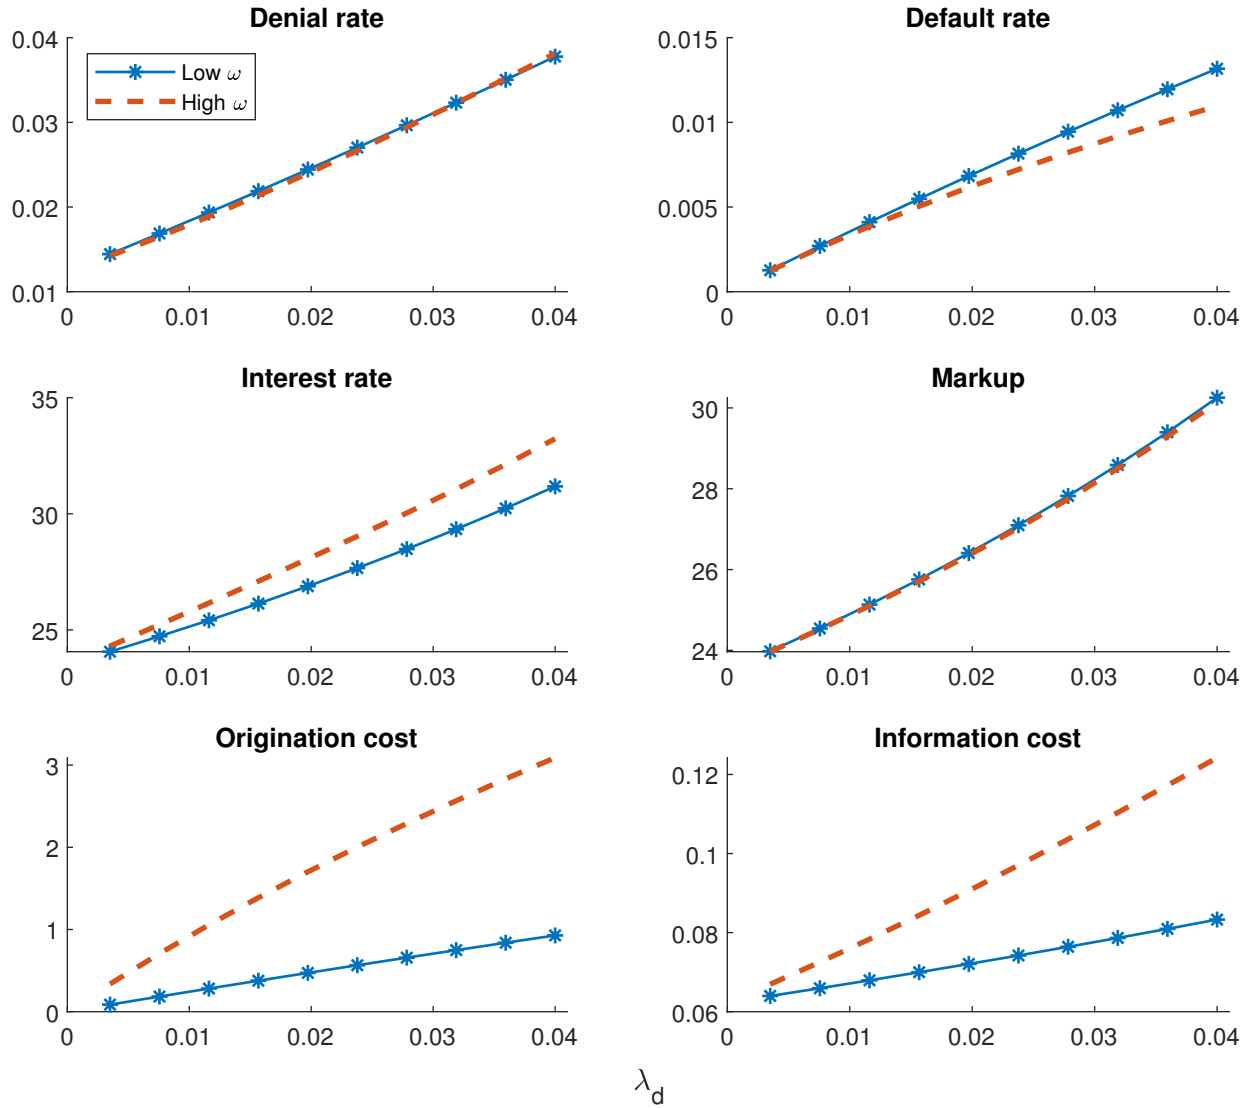 Denial rate
0.04
0.03
0.02
0.01
0 0.01 0.02 0.03 0.04
Low ω
High ω
Default rate
0.015
0.01
0.005
0
0 0.01 0.02 0.03 0.04
Interest rate
35
30
25
0 0.01 0.02 0.03 0.04
Markup
30
28
26
24
0 0.01 0.02 0.03 0.04
Origination cost
3
2
1
0
0 0.01 0.02 0.03 0.04
Information cost
0.12
0.1
0.08
0.06
0 0.01 0.02 0.03 0.04
λ_d